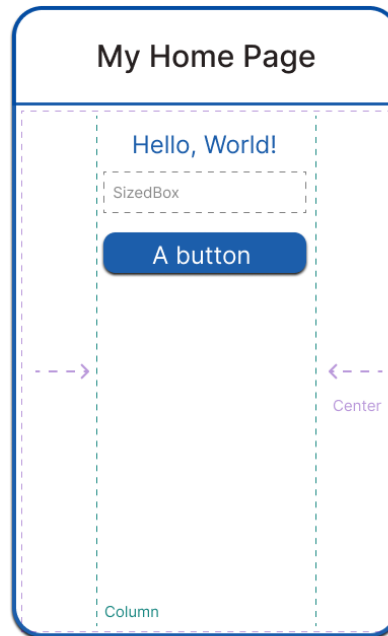 My Home Page
Hello, World!
SizedBox
A button
Center
Column